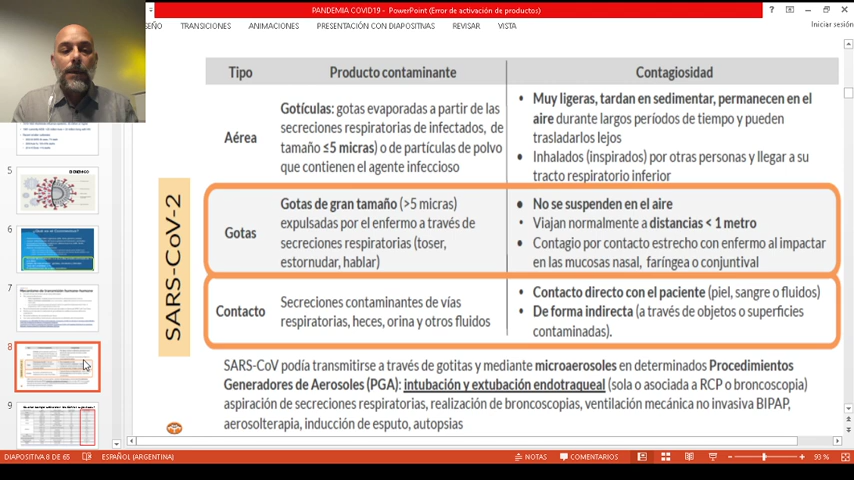 PANDEMIA COVID19 - PowerPoint (Error de activación de productos)
Iniciar sesión
SEÑO TRANSICIONES ANIMACIONES PRESENTACIÓN CON DIAPOSITIVAS REVISAR VISTA
5
6
7
8
9
SARS-CoV-2
Tipo Producto contaminante Contagiosidad
Aérea
Gotículas: gotas evaporadas a partir de las
secreciones respiratorias de infectados, de
tamaño ≤5 micras) o de partículas de polvo
que contienen el agente infeccioso
• Muy ligeras, tardan en sedimentar, permanecen en el
aire durante largos períodos de tiempo y pueden
trasladarlos lejos
• Inhalados (inspirados) por otras personas y llegar a su
tracto respiratorio inferior
Gotas
Gotas de gran tamaño (>5 micras)
expulsadas por el enfermo a través de
secreciones respiratorias (toser,
estornudar, hablar)
• No se suspenden en el aire
• Viajan normalmente a distancias < 1 metro
• Contagio por contacto estrecho con enfermo al impactar
en las mucosas nasal, faríngea o conjuntival
Contacto
Secreciones contaminantes de vías
respiratorias, heces, orina y otros fluidos
• Contacto directo con el paciente (piel, sangre o fluidos)
• De forma indirecta (a través de objetos o superficies
contaminadas).
SARS-CoV podía transmitirse a través de gotitas y mediante microaerosoles en determinados Procedimientos
Generadores de Aerosoles (PGA): intubación y extubación endotraqueal (sola o asociada a RCP o broncoscopia)
aspiración de secreciones respiratorias, realización de broncoscopias, ventilación mecánica no invasiva BIPAP,
aerosolterapia, inducción de esputo, autopsias
DIAPOSITIVA 8 DE 65 ESPAÑOL (ARGENTINA) NOTAS COMENTARIOS 93 %